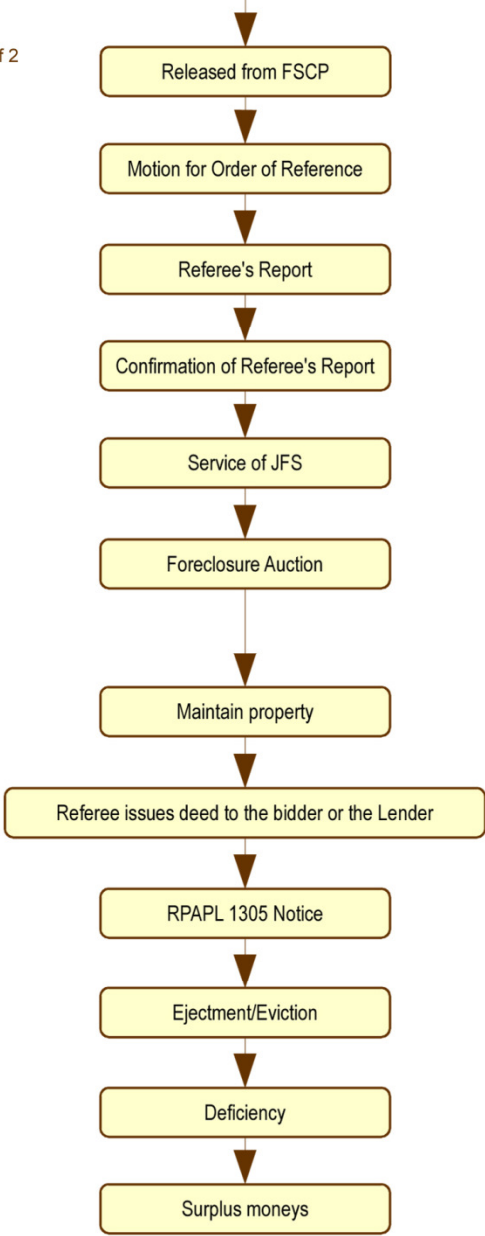 f 2
Released from FSCP
Motion for Order of Reference
Referee's Report
Confirmation of Referee's Report
Service of JFS
Foreclosure Auction
Maintain property
Referee issues deed to the bidder or the Lender
RPAPL 1305 Notice
Ejectment/Eviction
Deficiency
Surplus moneys